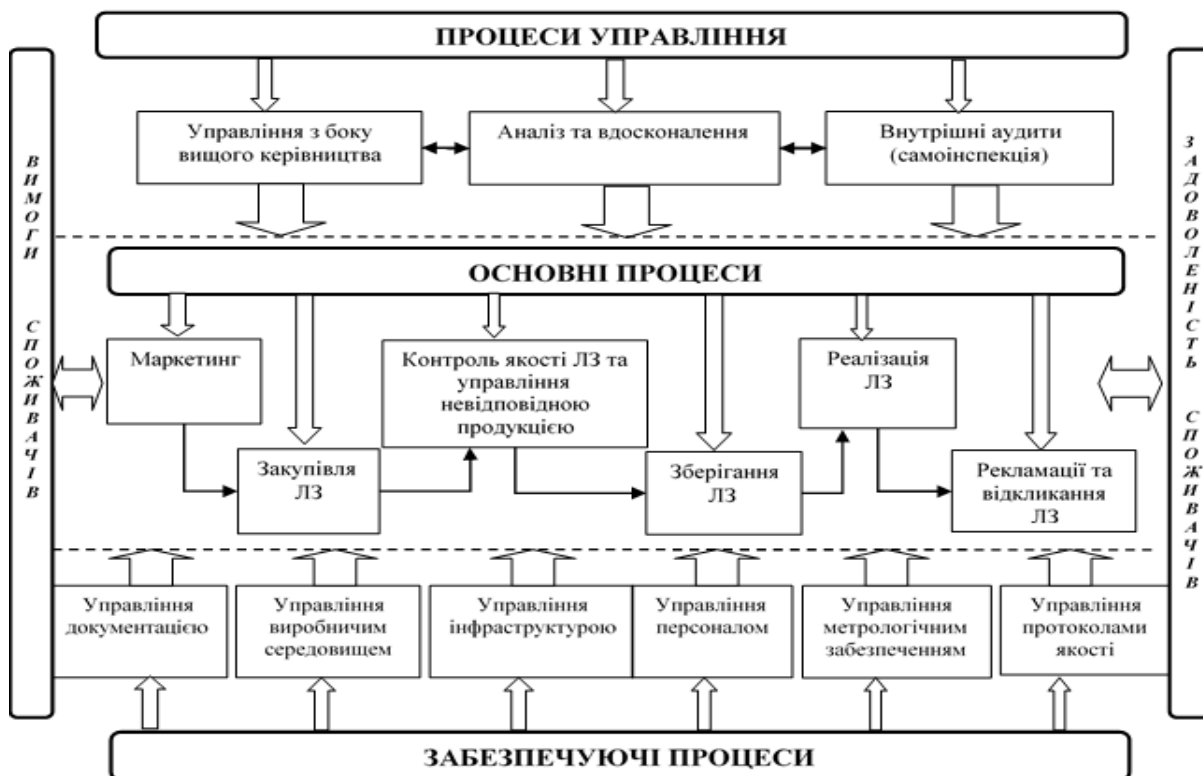 ПРОЦЕСИ УПРАВЛІННЯ
Управління з боку
вищого керівництва
Аналіз та вдосконалення
Внутрішні аудити
(самоінспекція)
ВИМОГИ СПОЖИВАЧІВ
ЗАДОВОЛЕНІСТЬ СПОЖИВАЧІВ
ОСНОВНІ ПРОЦЕСИ
Маркетинг
Закупівля
ЛЗ
Контроль якості ЛЗ та
управління
невідповідною
продукцією
Зберігання
ЛЗ
Реалізація
ЛЗ
Рекламації та
відкликання
ЛЗ
Управління
документацією
Управління
виробничим
середовищем
Управління
інфраструктурою
Управління
персоналом
Управління
метрологічним
забезпеченням
Управління
протоколами
якості
ЗАБЕЗПЕЧУЮЧІ ПРОЦЕСИ